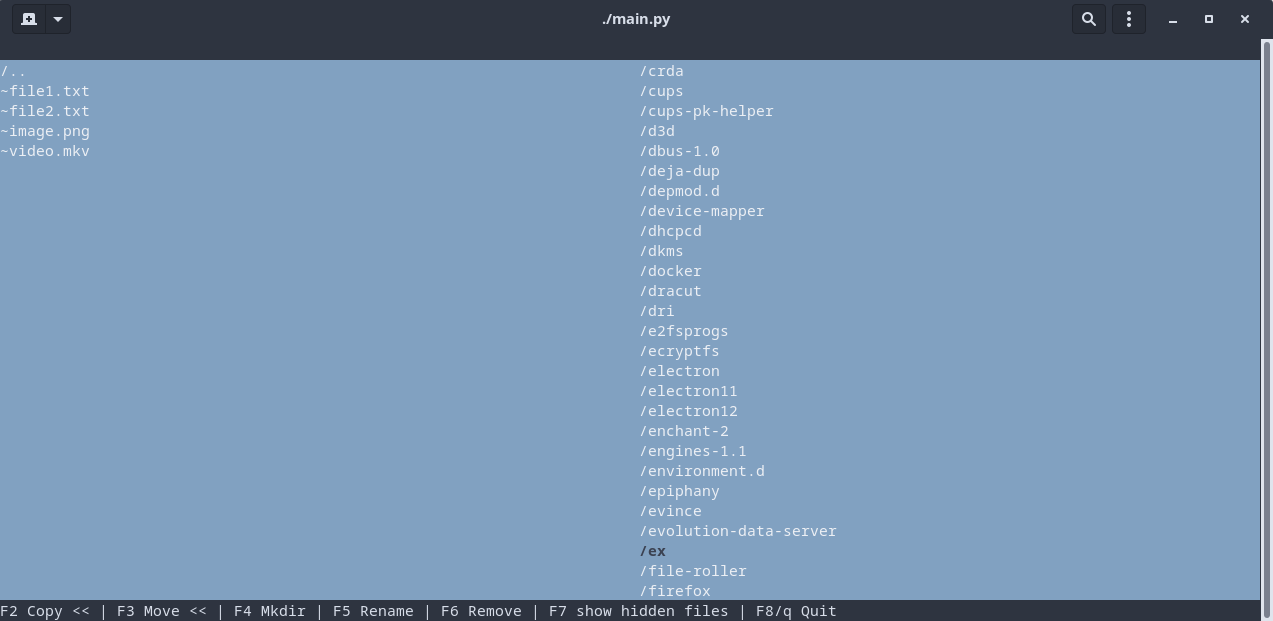 ./main.py
/..
~file1.txt
~file2.txt
~image.png
~video.mkv
/crda
/cups
/cups-pk-helper
/d3d
/dbus-1.0
/deja-dup
/depmod.d
/device-mapper
/dhcpcd
/dkms
/docker
/dracut
/dri
/e2fsprogs
/ecryptfs
/electron
/electron11
/electron12
/enchant-2
/engines-1.1
/environment.d
/epiphany
/evince
/evolution-data-server
/ex
/file-roller
/firefox
F2 Copy << | F3 Move << | F4 Mkdir | F5 Rename | F6 Remove | F7 show hidden files | F8/q Quit